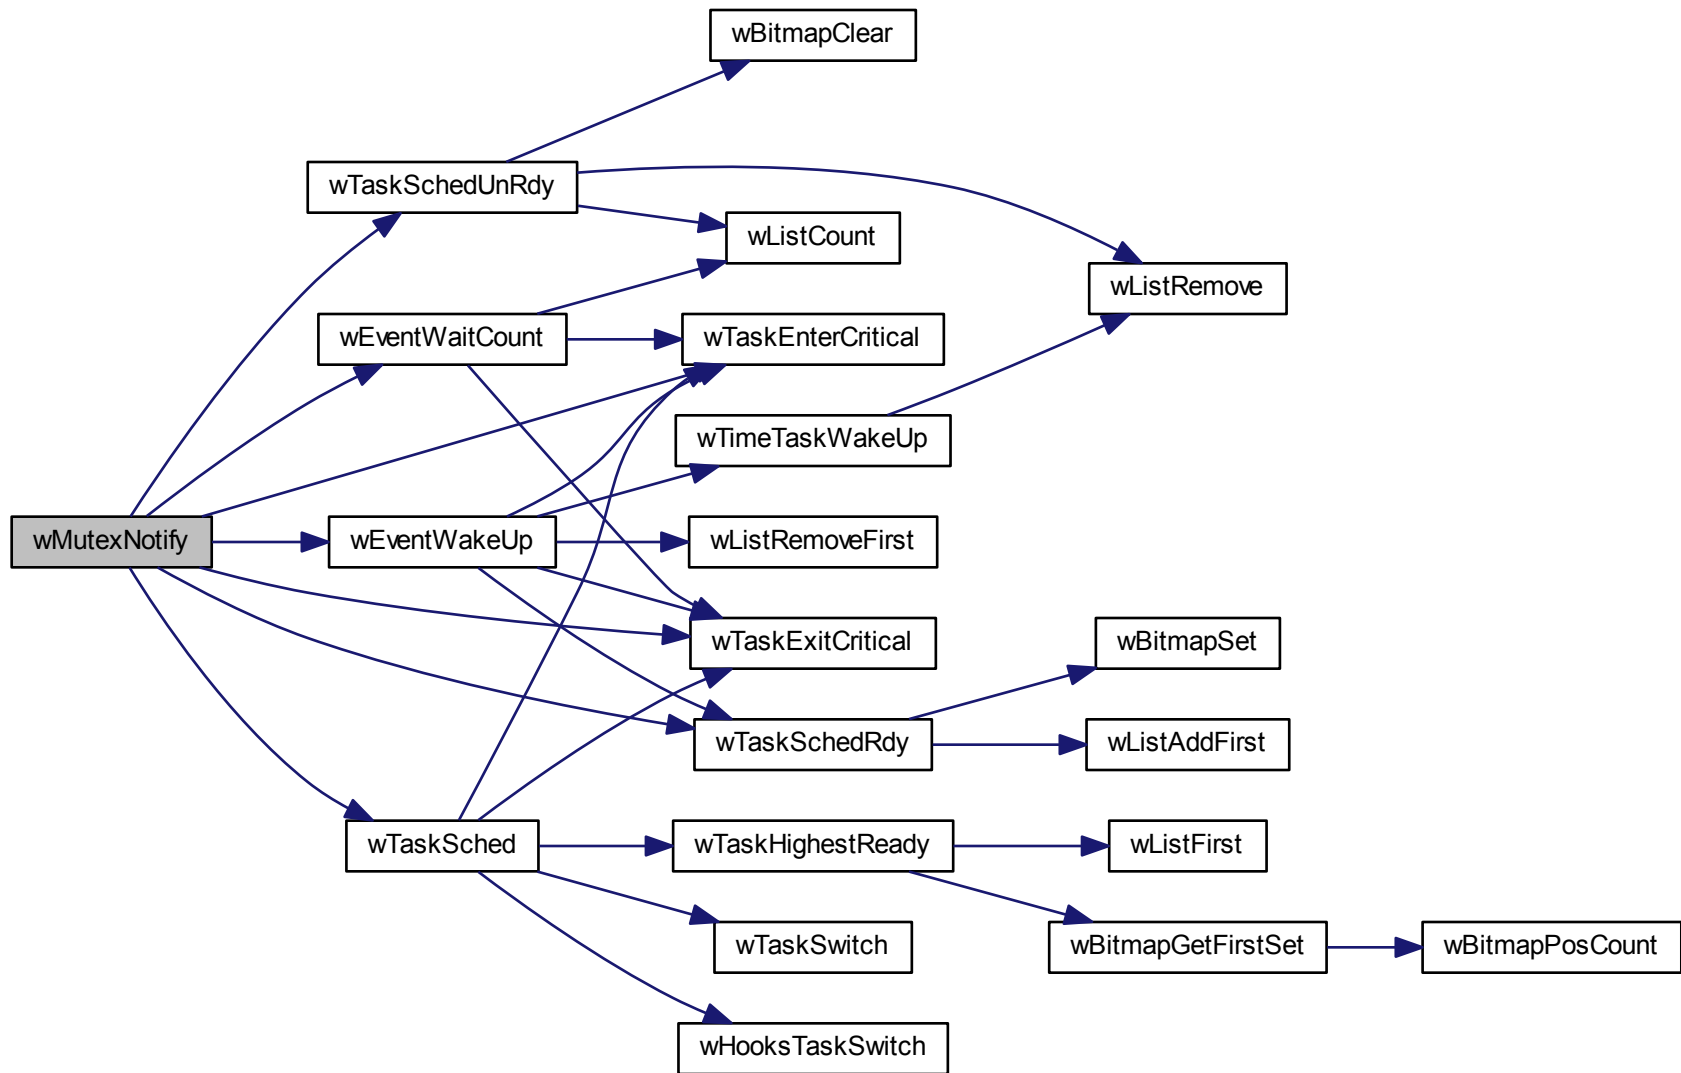 wBitmapClear
wTaskSchedUnRdy
wListCount
wListRemove
wEventWaitCount
wTaskEnterCritical
wTimeTaskWakeUp
wMutexNotify
wEventWakeUp
wListRemoveFirst
wTaskExitCritical
wBitmapSet
wTaskSchedRdy
wListAddFirst
wTaskSched
wTaskHighestReady
wListFirst
wTaskSwitch
wBitmapGetFirstSet
wBitmapPosCount
wHooksTaskSwitch